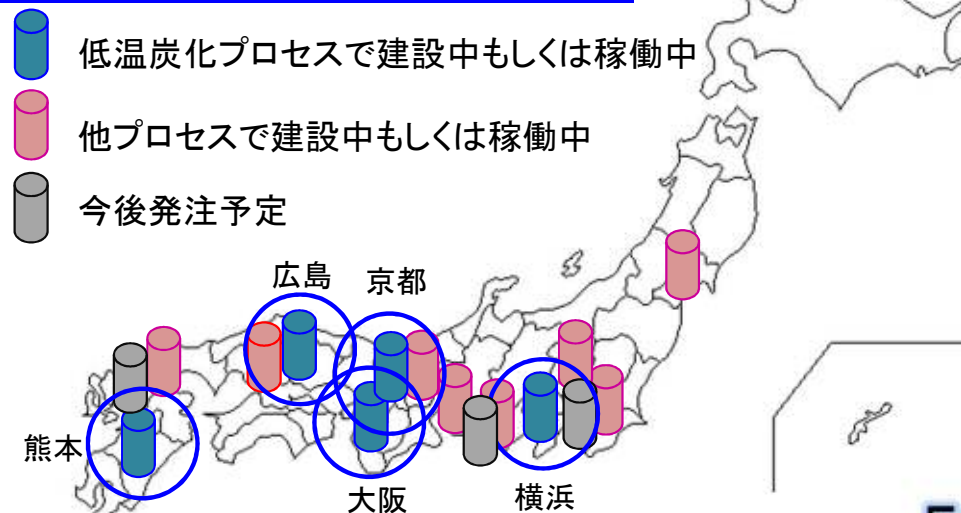 低温炭化プロセスで建設中もしくは稼働中
他プロセスで建設中もしくは稼働中
今後発注予定
広島
京都
熊本
大阪
横浜